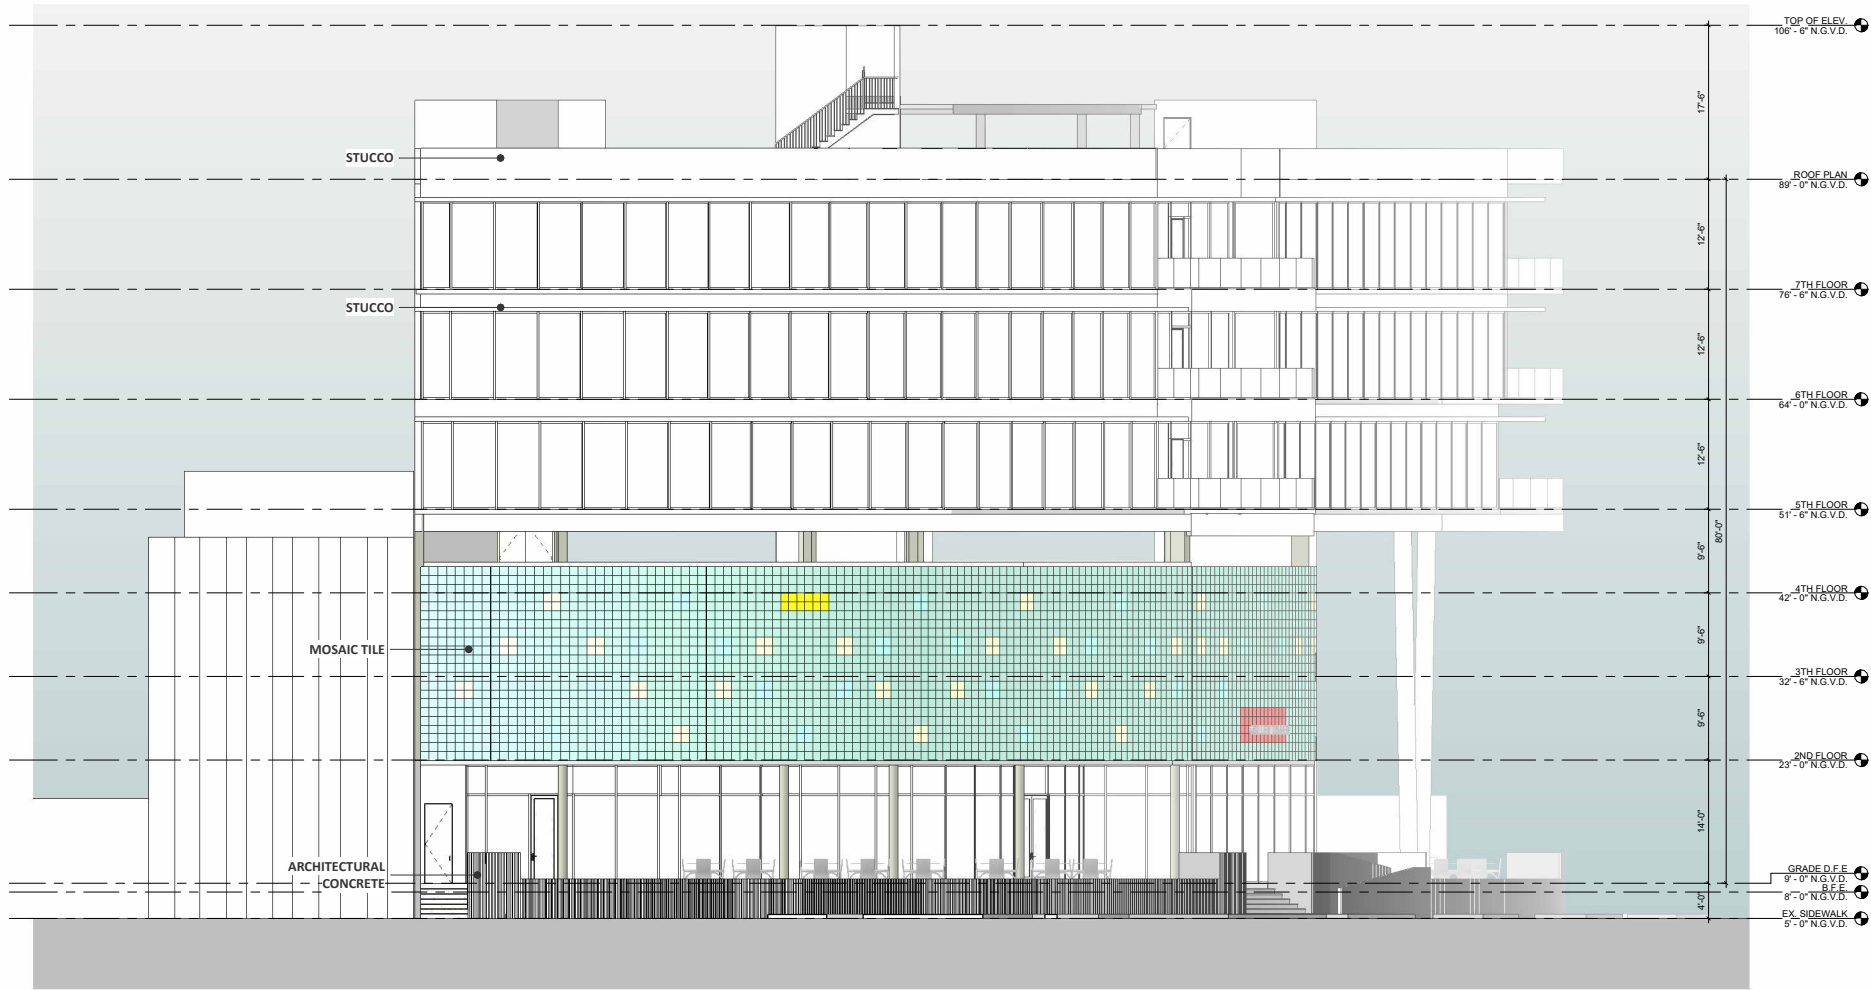 TOP OF ELEV.
106' - 6" N.G.V.D.
17'-6"
STUCCO
ROOF PLAN
89' - 0" N.G.V.D.
12'-6"
7TH FLOOR
76' - 6" N.G.V.D.
STUCCO
12'-6"
6TH FLOOR
64' - 0" N.G.V.D.
12'-6"
5TH FLOOR
51' - 6" N.G.V.D.
80'-0"
9'-6"
4TH FLOOR
42' - 0" N.G.V.D.
9'-6"
MOSAIC TILE
3TH FLOOR
32' - 6" N.G.V.D.
9'-6"
2ND FLOOR
23' - 0" N.G.V.D.
14'-0"
ARCHITECTURAL
CONCRETE
GRADE D.F.E
9' - 0" N.G.V.D.
B.F.E.
8' - 0" N.G.V.D.
4'-0"
EX. SIDEWALK
5' - 0" N.G.V.D.